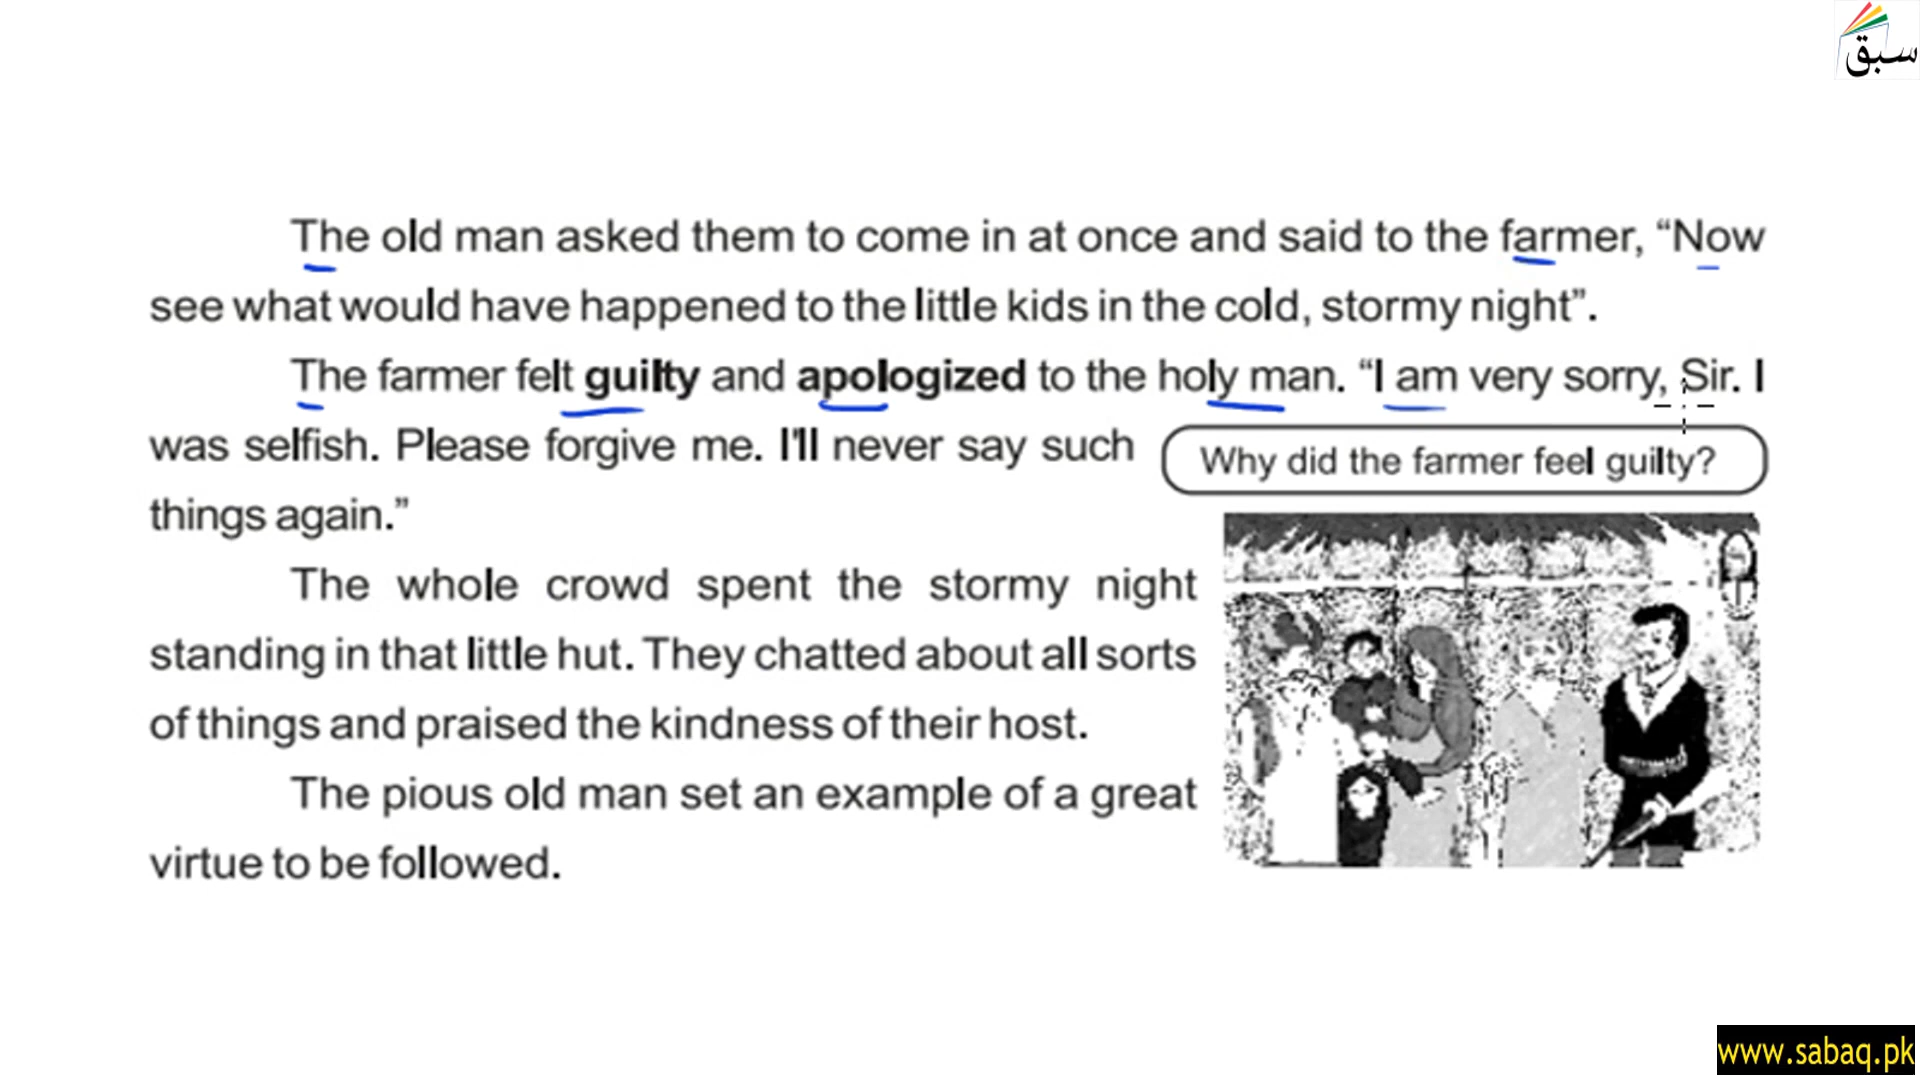 سبق
The old man asked them to come in at once and said to the farmer, “Now
see what would have happened to the little kids in the cold, stormy night”.
The farmer felt guilty and apologized to the holy man. “I am very sorry, Sir. I
was selfish. Please forgive me. I'll never say such
things again.”
Why did the farmer feel guilty?
The whole crowd spent the stormy night
standing in that little hut. They chatted about all sorts
of things and praised the kindness of their host.
The pious old man set an example of a great
virtue to be followed.
www.sabaq.pk